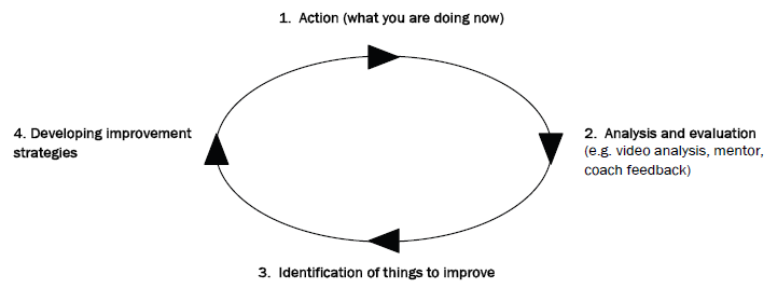 1. Action (what you are doing now)
2. Analysis and evaluation
(e.g. video analysis, mentor,
coach feedback)
3. Identification of things to improve
4. Developing improvement
strategies